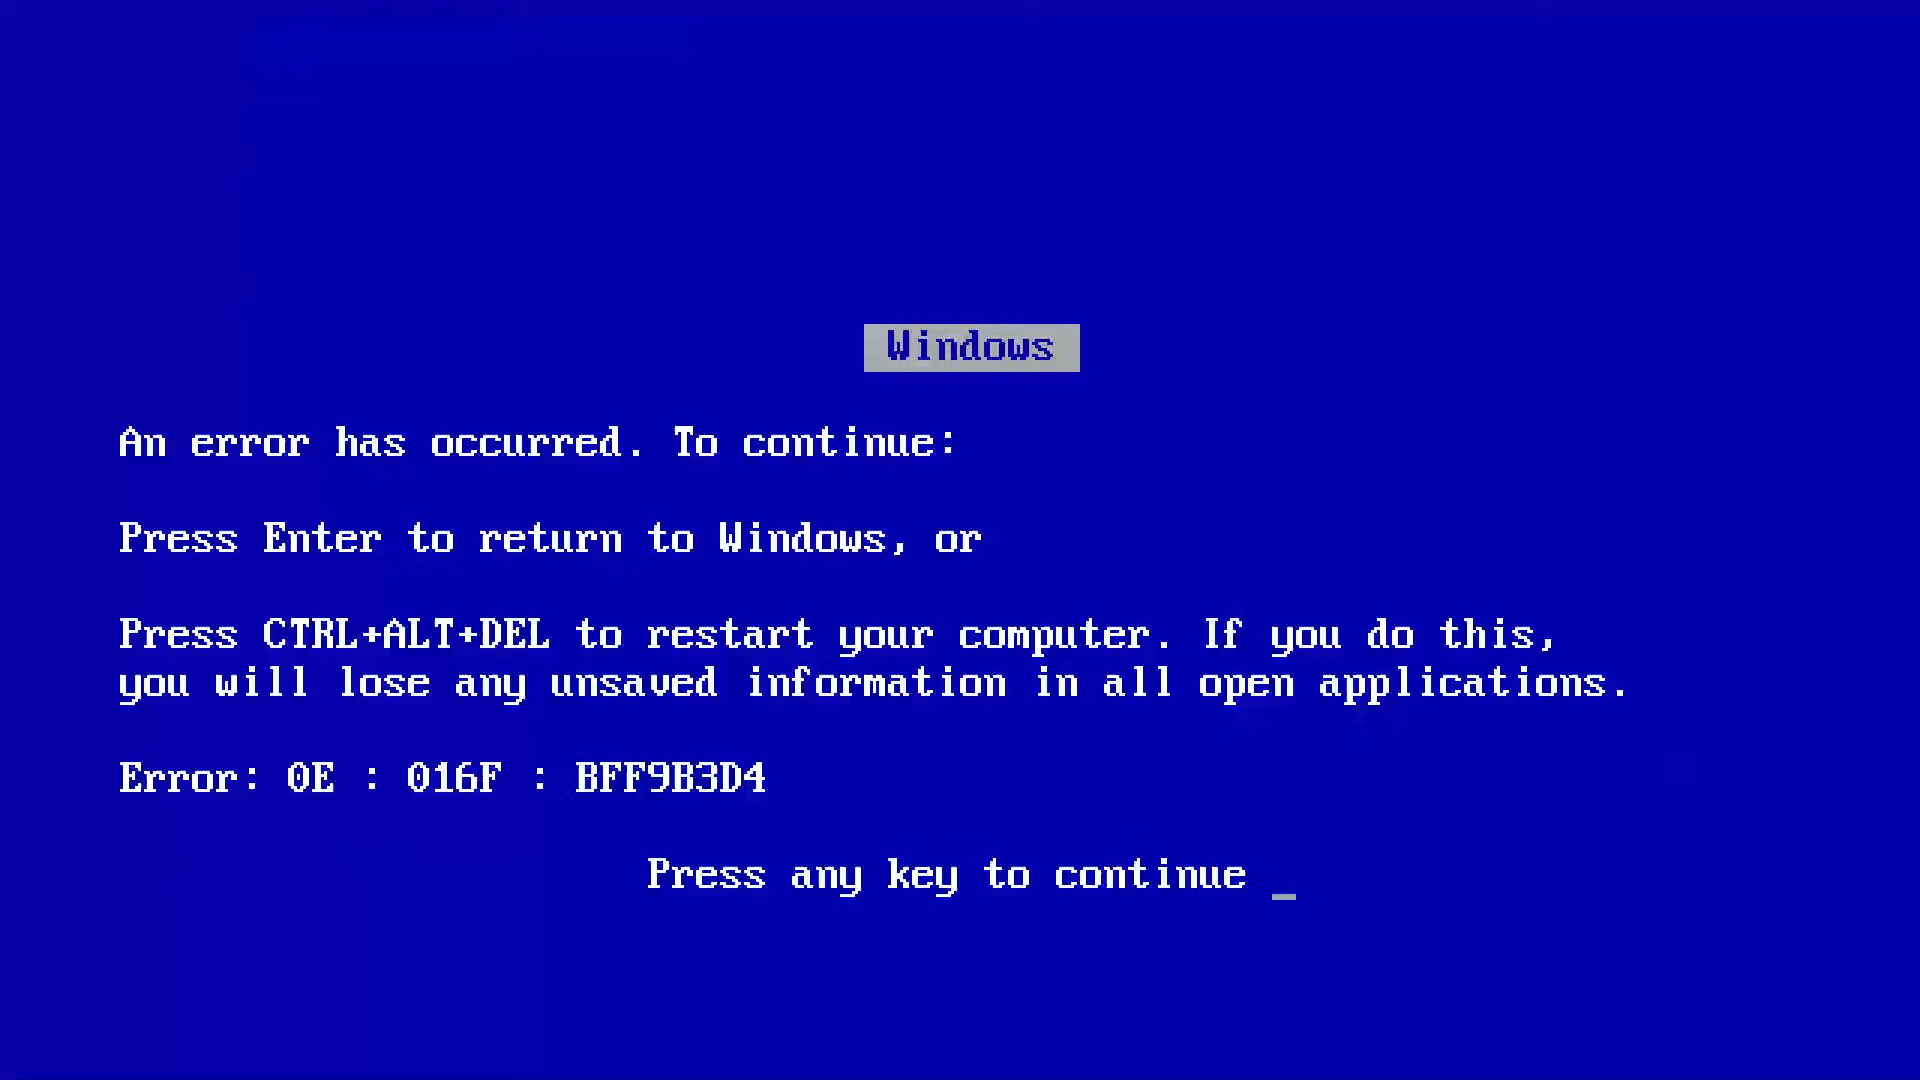 Windows
An error has occurred. To continue:
Press Enter to return to Windows, or
Press CTRL+ALT+DEL to restart your computer. If you do this,
you will lose any unsaved information in all open applications.
Error: 0E : 016F : BFF9B3D4
Press any key to continue _